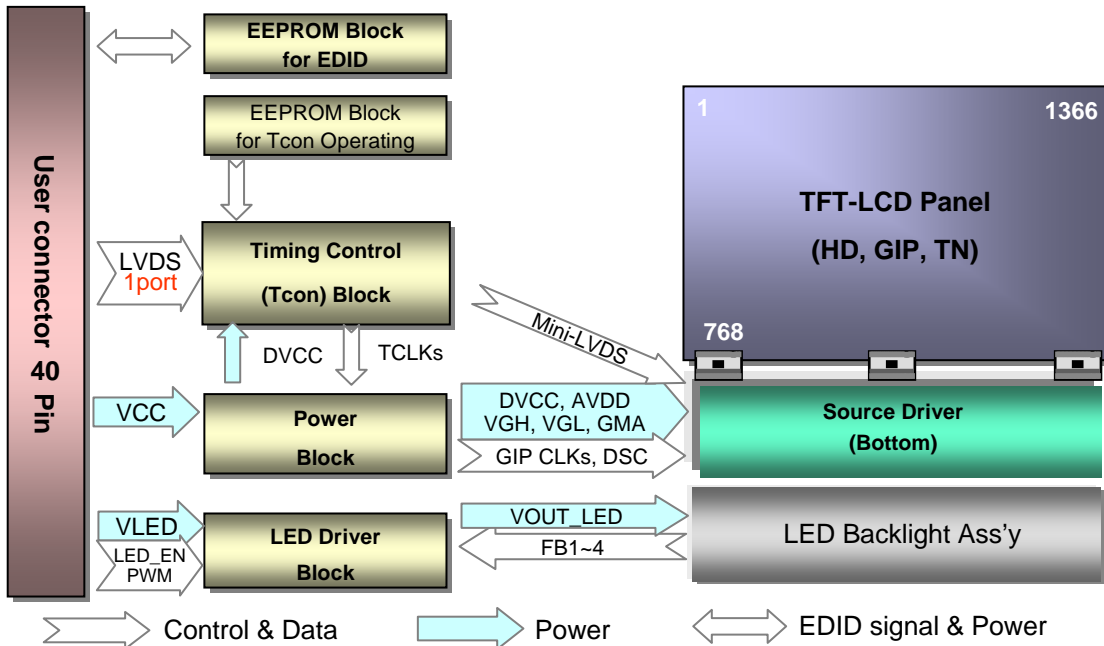 User connector 40 Pin
EEPROM Block
for EDID
EEPROM Block
for Tcon Operating
LVDS
1port
Timing Control
(Tcon) Block
DVCC
TCLKs
VCC
Power
Block
VLED
LED_EN
PWM
LED Driver
Block
Mini-LVDS
DVCC, AVDD
VGH, VGL, GMA
GIP CLKs, DSC
VOUT_LED
FB1~4
1
1366
TFT-LCD Panel
(HD, GIP, TN)
768
Source Driver
(Bottom)
LED Backlight Ass'y
Control & Data
Power
EDID signal & Power